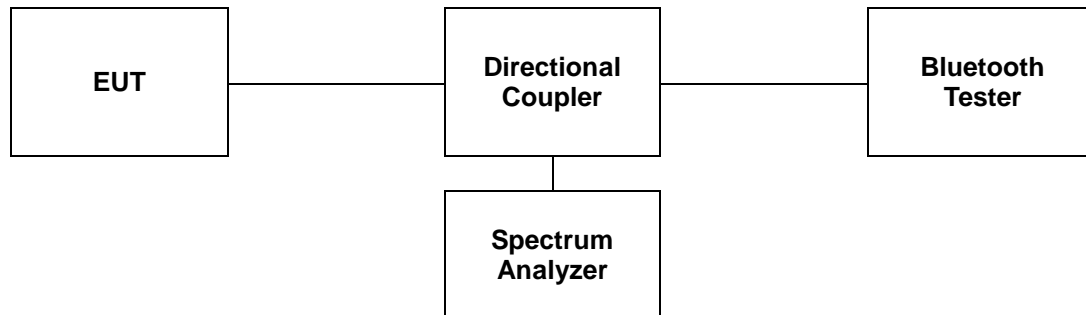 EUT
Directional
Coupler
Bluetooth
Tester
Spectrum
Analyzer